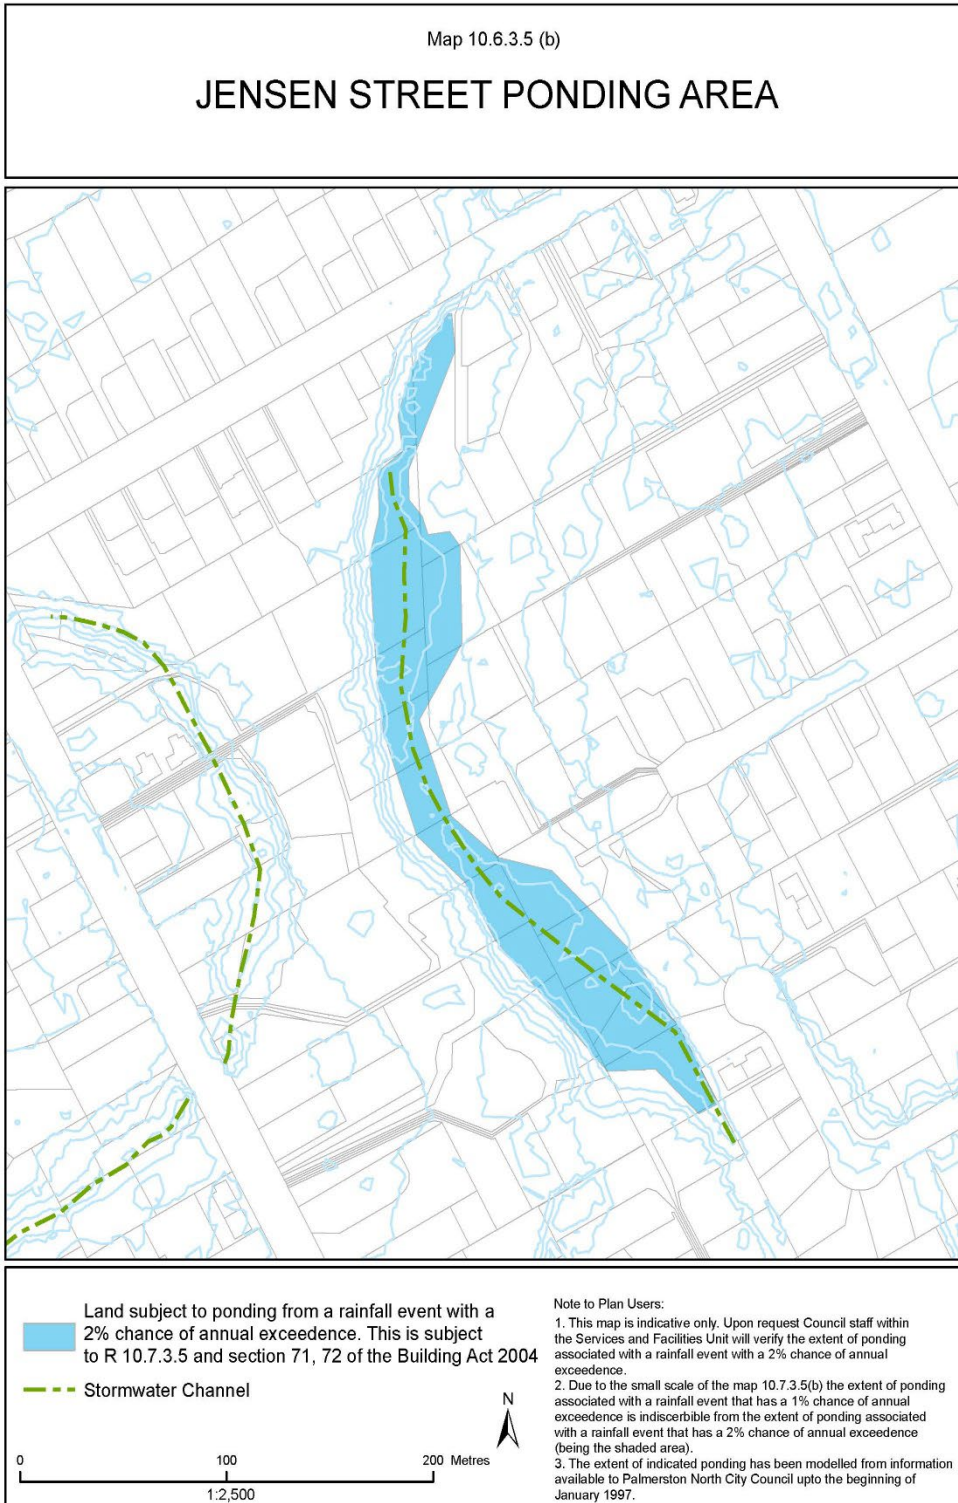 Map 10.6.3.5 (b)
JENSEN STREET PONDING AREA
Land subject to ponding from a rainfall event with a
2% chance of annual exceedence. This is subject
to R 10.7.3.5 and section 71, 72 of the Building Act 2004
Stormwater Channel
N
0 100 200 Metres
1:2,500
Note to Plan Users:
1. This map is indicative only. Upon request Council staff within
the Services and Facilities Unit will verify the extent of ponding
associated with a rainfall event with a 2% chance of annual
exceedence.
2. Due to the small scale of the map 10.7.3.5(b) the extent of ponding
associated with a rainfall event that has a 1% chance of annual
exceedence is indiscerbible from the extent of ponding associated
with a rainfall event that has a 2% chance of annual exceedence
(being the shaded area).
3. The extent of indicated ponding has been modelled from information
available to Palmerston North City Council upto the beginning of
January 1997.